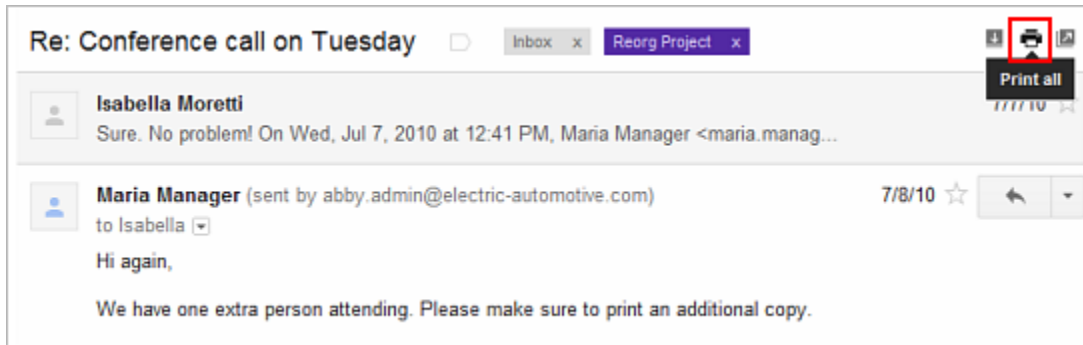 Re: Conference call on Tuesday Inbox x Reorg Project x
Print all
Isabella Moretti 7/7/10
Sure. No problem! On Wed, Jul 7, 2010 at 12:41 PM, Maria Manager <maria.manag...
Maria Manager (sent by abby.admin@electric-automotive.com) 7/8/10
to Isabella
Hi again,
We have one extra person attending. Please make sure to print an additional copy.